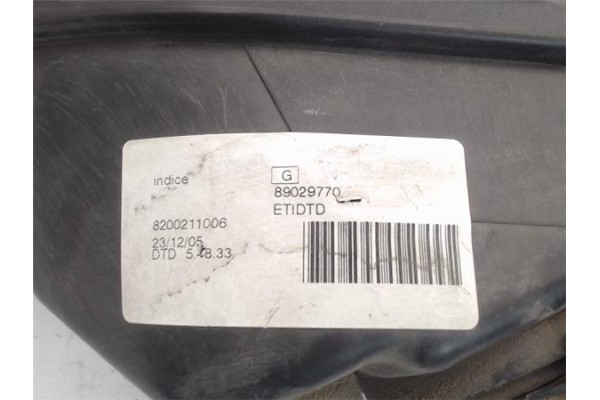 indice
G
89029770
ETIDTD
8200211006
23/12/05
DTD 5.48.33